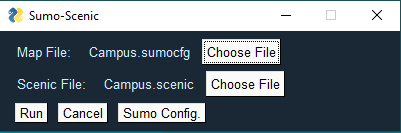 Sumo-Scenic
Map File: Campus.sumocfg Choose File
Scenic File: Campus.scenic Choose File
Run Cancel Sumo Config.